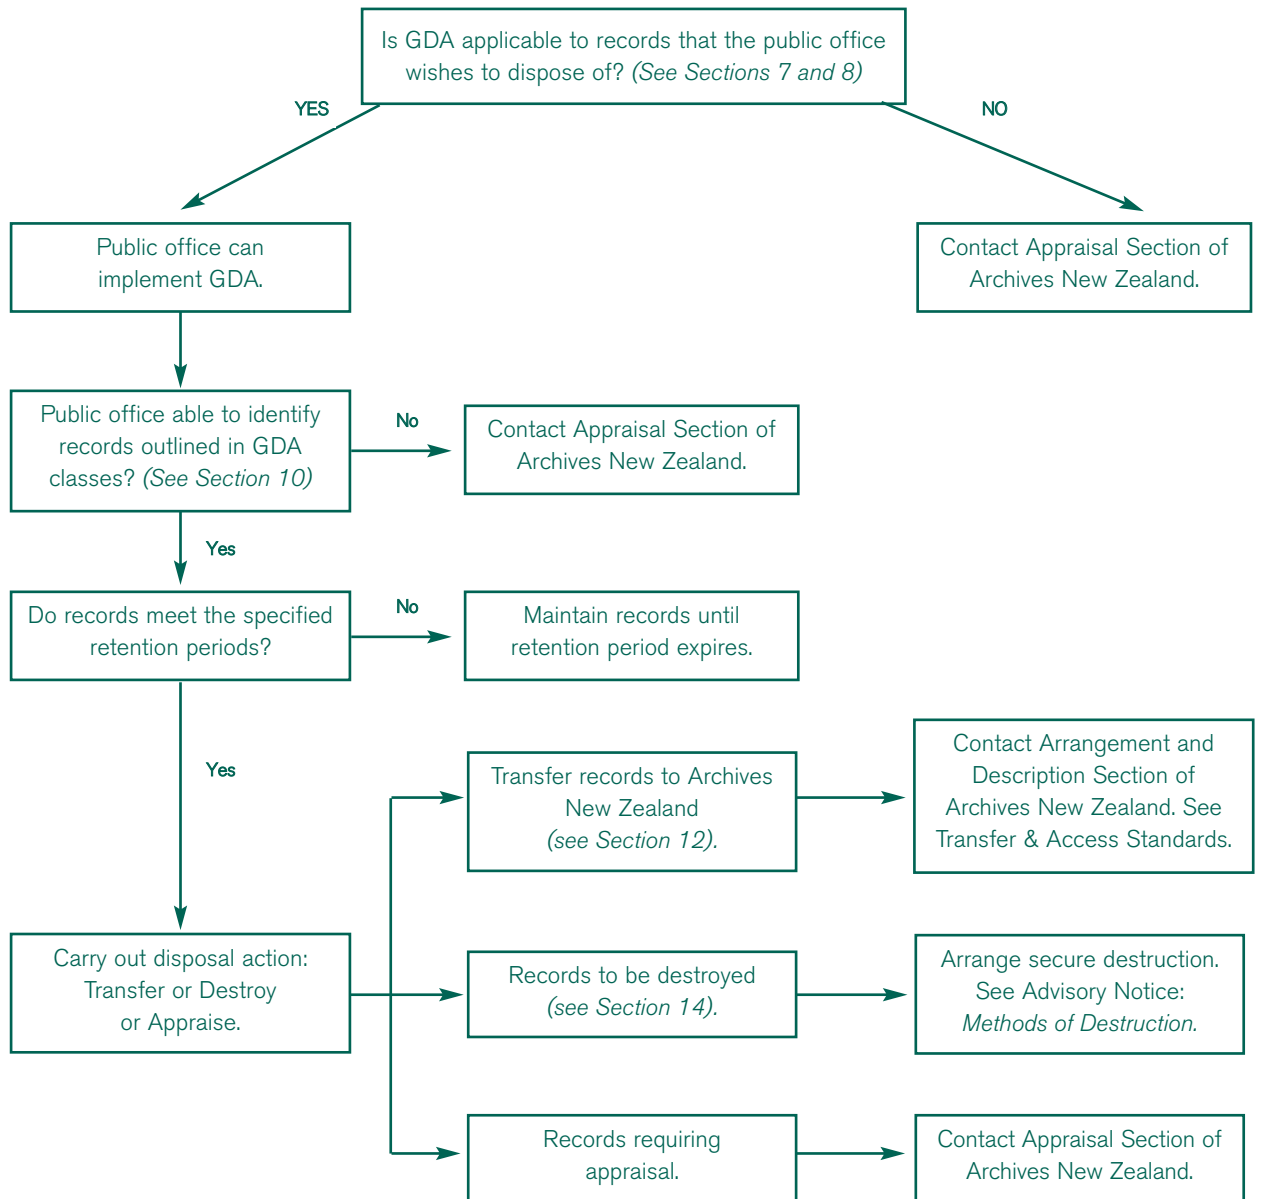 Is GDA applicable to records that the public office
wishes to dispose of? (See Sections 7 and 8)
YES
NO
Public office can
implement GDA.
Contact Appraisal Section of
Archives New Zealand.
Public office able to identify
records outlined in GDA
classes? (See Section 10)
No
Contact Appraisal Section of
Archives New Zealand.
Yes
Do records meet the specified
retention periods?
No
Maintain records until
retention period expires.
Yes
Transfer records to Archives
New Zealand
(see Section 12).
Contact Arrangement and
Description Section of
Archives New Zealand. See
Transfer & Access Standards.
Carry out disposal action:
Transfer or Destroy
or Appraise.
Records to be destroyed
(see Section 14).
Arrange secure destruction.
See Advisory Notice:
Methods of Destruction.
Records requiring
appraisal.
Contact Appraisal Section of
Archives New Zealand.